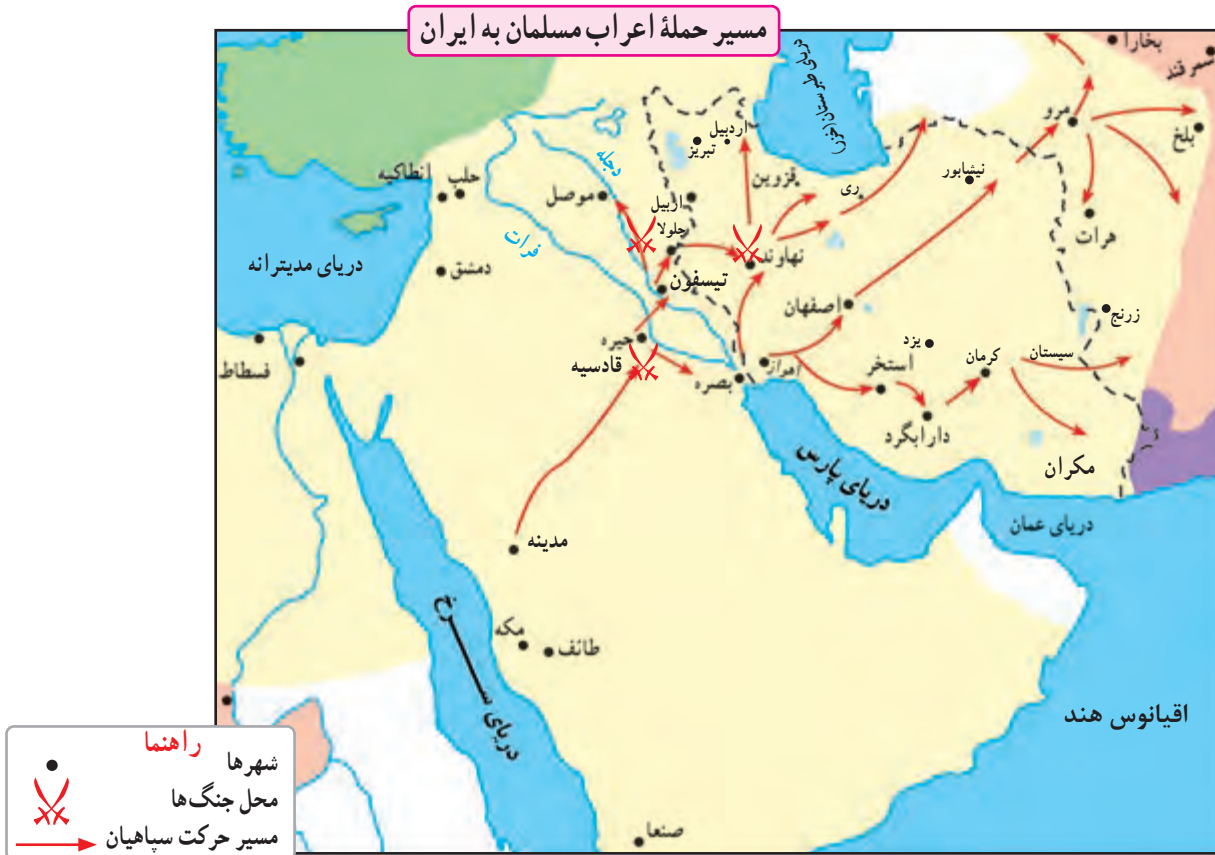 مسیر حملهٔ اعراب مسلمان به ایران
بخارا
سمرقند
دریای طبرستان (خزر)
مرو
بلخ
اردبیل
تبریز
دجله
قزوین
ری
نیشابور
انطاکیه
حلب
موصل
اربیل
جلولا
هرات
فرات
نهاوند
دریای مدیترانه
دمشق
تیسفون
اصفهان
زرنج
فسطاط
حیره
قادسیه
بصره
اهواز
یزد
استخر
کرمان
سیستان
دارابگرد
مکران
دریای پارس
دریای عمان
مدینه
دریای سرخ
مکه
طائف
اقیانوس هند
صنعا
راهنما
شهرها
محل جنگ‌ها
مسیر حرکت سپاهیان